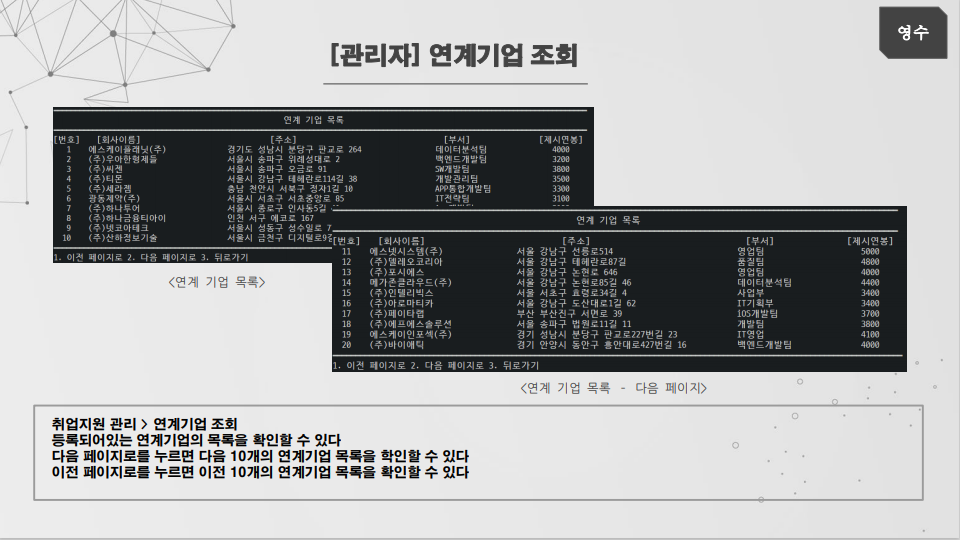 영수
[관리자] 연계기업 조회
연계 기업 목록
[번호] [회사이름] [주소] [부서] [제시연봉]
1 에스케이플래닛(주) 경기도 성남시 분당구 판교로 264 데이터분석팀 4000
2 (주)우아한형제들 서울시 송파구 위례성대로 2 백엔드개발팀 3200
3 (주)씨젠 서울시 송파구 오금로 91 SW개발팀 3800
4 (주)티몬 서울시 강남구 테헤란로114길 38 개발관리팀 3500
5 (주)세라젬 충남 천안시 서북구 정자1길 10 APP통합개발팀 3300
6 광동제약(주) 서울시 서초구 서초중앙로 85 IT전략팀 3100
7 (주)하나투어 서울시 종로구 인사동5길
8 (주)하나금융티아이 인천 서구 에코로 167
9 (주)넷코아테크 서울시 성동구 성수일로 7
10 (주)산하정보기술 서울시 금천구 디지털로9길
1. 이전 페이지로 2. 다음 페이지로 3. 뒤로가기
<연계 기업 목록>
연계 기업 목록
[번호] [회사이름] [주소] [부서] [제시연봉]
11 에스넷시스템(주) 서울 강남구 선릉로514 영업팀 5000
12 (주)엘레오코리아 서울 강남구 테헤란로87길 품질팀 4800
13 (주)포시에스 서울 강남구 논현로 646 영업팀 4000
14 메가존클라우드(주) 서울 강남구 논현로85길 46 데이터분석팀 4400
15 (주)인텔리빅스 서울 서초구 효령로34길 4 사업부 3400
16 (주)아로마티카 서울 강남구 도산대로1길 62 IT기획부 3400
17 (주)페이타랩 부산 부산진구 서면로 39 iOS개발팀 3700
18 (주)에프에스솔루션 서울 송파구 법원로11길 11 개발팀 3800
19 에스케이인포섹(주) 경기 성남시 분당구 판교로227번길 23 IT영업 4100
20 (주)바이애틱 경기 안양시 동안구 흥안대로427번길 16 백엔드개발팀 4000
1. 이전 페이지로 2. 다음 페이지로 3. 뒤로가기
<연계 기업 목록 - 다음 페이지>
취업지원 관리 > 연계기업 조회
등록되어있는 연계기업의 목록을 확인할 수 있다
다음 페이지로를 누르면 다음 10개의 연계기업 목록을 학인할 수 있다
이전 페이지로를 누르면 이전 10개의 연계기업 목록을 확인할 수 있다